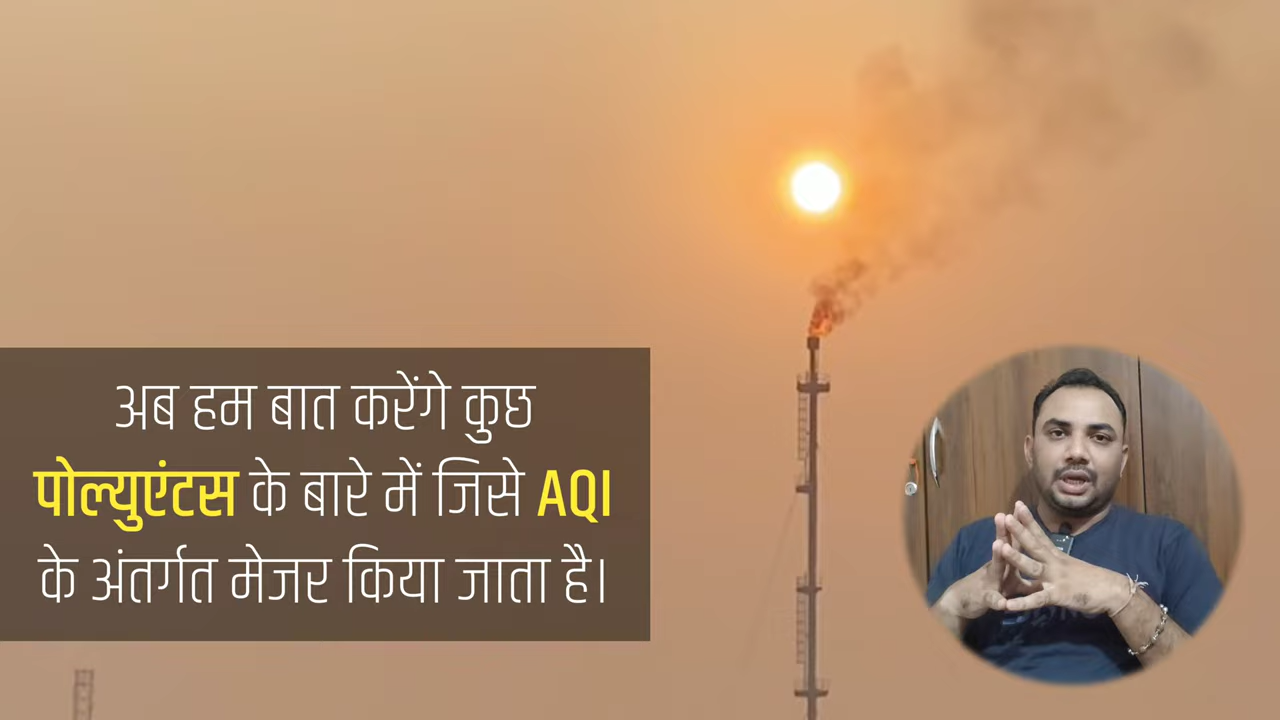 अब हम बात करेंगे कुछ
पोल्युएंटस के बारे में जिसे AQI
के अंतर्गत मेजर किया जाता है।